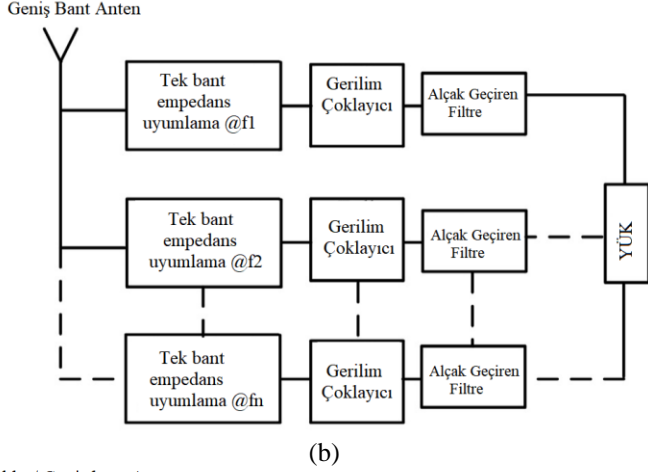 Geniş Bant Anten
Tek bant
empedans
uyumlama @f1
Gerilim
Çoklayıcı
Alçak Geçiren
Filtre
Tek bant
empedans
uyumlama @f2
Gerilim
Çoklayıcı
Alçak Geçiren
Filtre
YÜK
Tek bant
empedans
uyumlama @fn
Gerilim
Çoklayıcı
Alçak Geçiren
Filtre
(b)